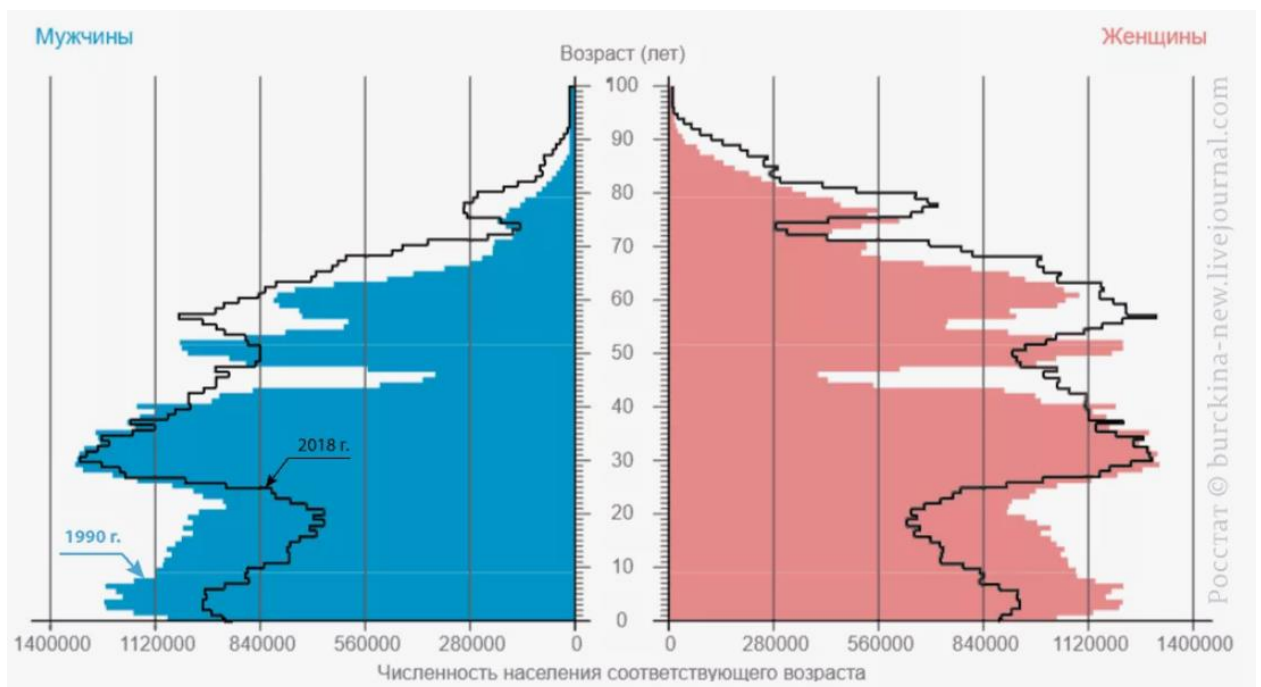 Мужчины
Женщины
Возраст (лет)
100
90
80
70
60
50
40
30
20
10
0
2018 г.
1990 г.
1400000 1120000 840000 560000 280000 0
0 280000 560000 840000 1120000 1400000
Численность населения соответствующего возраста
Росстат © burckina-new.livejournal.com